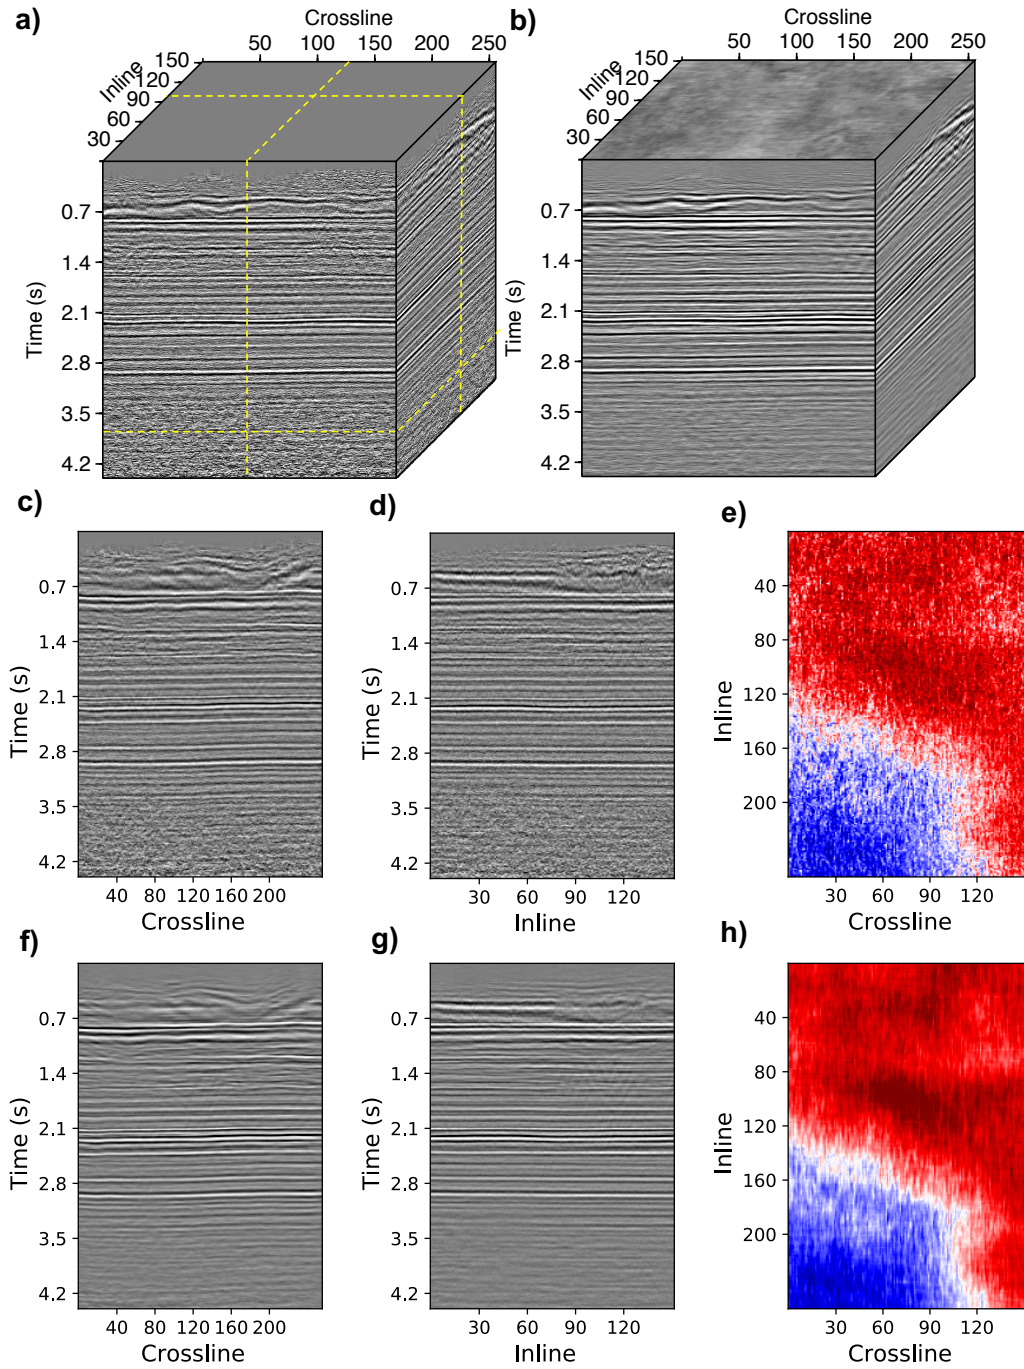 a)
Crossline
50 100 150 200 250
Inline
150
120
90
60
30
Time (s)
0.7
1.4
2.1
2.8
3.5
4.2
b)
Crossline
50 100 150 200 250
Inline
150
120
90
60
30
Time (s)
0.7
1.4
2.1
2.8
3.5
4.2
c)
Time (s)
0.7
1.4
2.1
2.8
3.5
4.2
40 80 120 160 200
Crossline
d)
Time (s)
0.7
1.4
2.1
2.8
3.5
4.2
30 60 90 120
Inline
e)
Inline
40
80
120
160
200
30 60 90 120
Crossline
f)
Time (s)
0.7
1.4
2.1
2.8
3.5
4.2
40 80 120 160 200
Crossline
g)
Time (s)
0.7
1.4
2.1
2.8
3.5
4.2
30 60 90 120
Inline
h)
Inline
40
80
120
160
200
30 60 90 120
Crossline